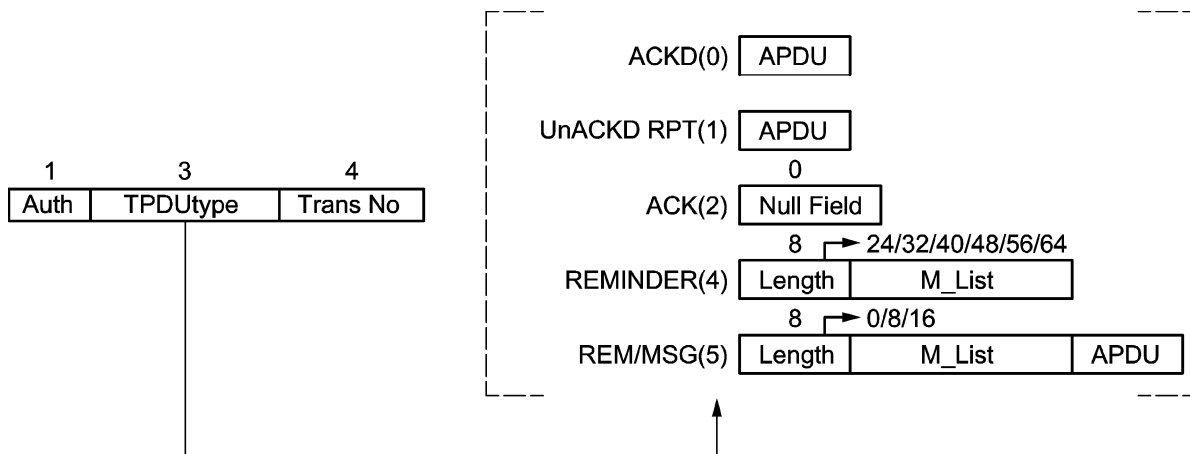 ACKD(0) APDU
UnACKD RPT(1) APDU
1 3 4
Auth TPDUtype Trans No
0
ACK(2) Null Field
8 24/32/40/48/56/64
REMINDER(4) Length M_List
8 0/8/16
REM/MSG(5) Length M_List APDU